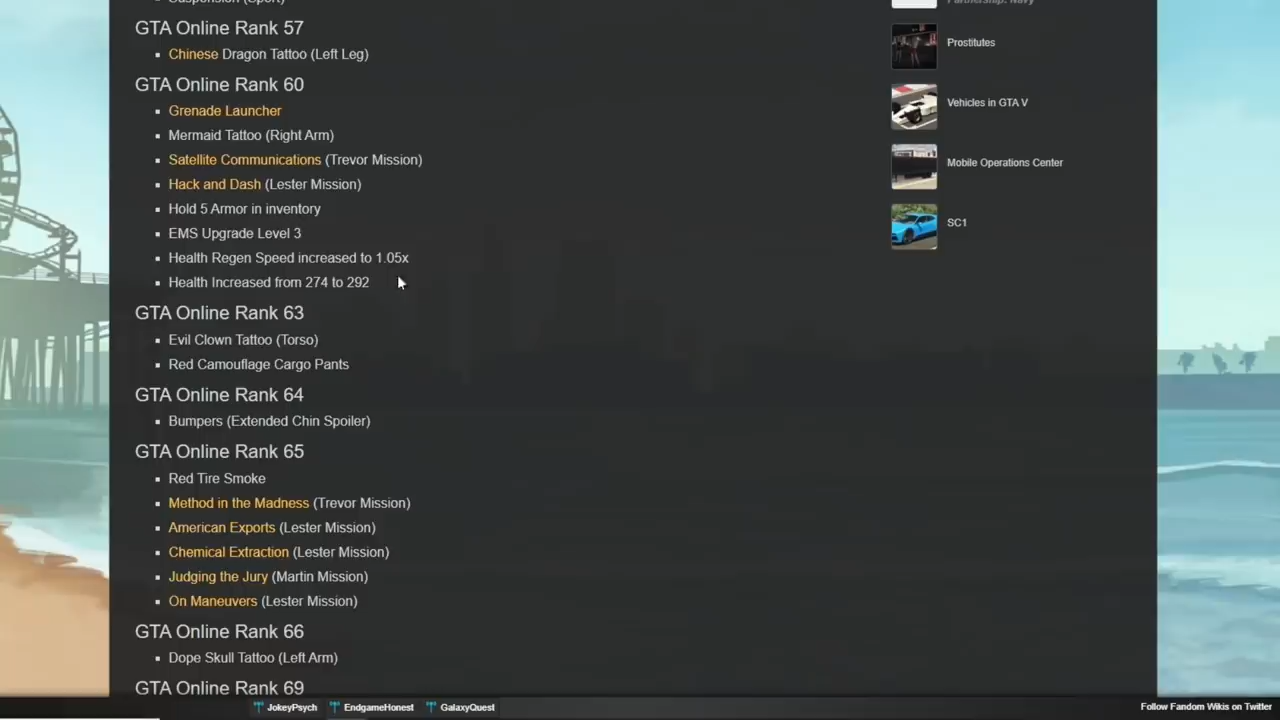 Suspension (Sport)
Partnership: Navy
GTA Online Rank 57
Chinese Dragon Tattoo (Left Leg)
GTA Online Rank 60
Grenade Launcher
Mermaid Tattoo (Right Arm)
Satellite Communications (Trevor Mission)
Hack and Dash (Lester Mission)
Hold 5 Armor in inventory
EMS Upgrade Level 3
Health Regen Speed increased to 1.05x
Health Increased from 274 to 292
GTA Online Rank 63
Evil Clown Tattoo (Torso)
Red Camouflage Cargo Pants
GTA Online Rank 64
Bumpers (Extended Chin Spoiler)
GTA Online Rank 65
Red Tire Smoke
Method in the Madness (Trevor Mission)
American Exports (Lester Mission)
Chemical Extraction (Lester Mission)
Judging the Jury (Martin Mission)
On Maneuvers (Lester Mission)
GTA Online Rank 66
Dope Skull Tattoo (Left Arm)
GTA Online Rank 69
Prostitutes
Vehicles in GTA V
Mobile Operations Center
SC1
JokeyPsych EndgameHonest GalaxyQuest
Follow Fandom Wikis on Twitter